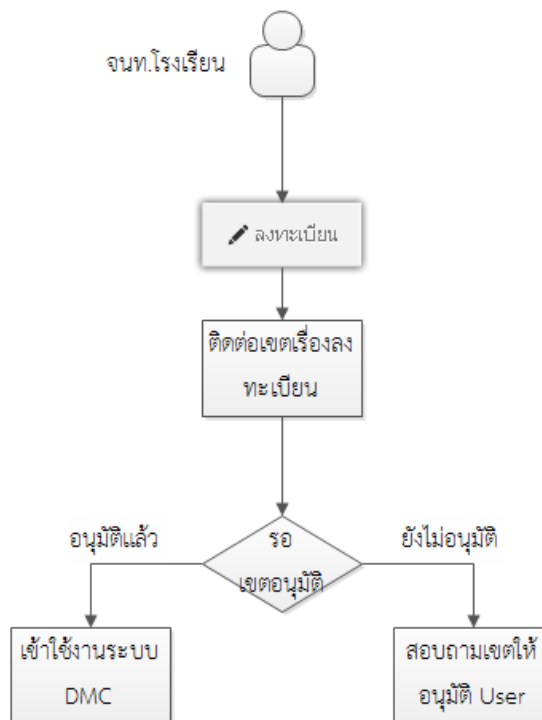 จนท.โรงเรียน
ลงทะเบียน
ติดต่อเขตเรื่องลง
ทะเบียน
อนุมัติแล้ว
รอ
เขตอนุมัติ
ยังไม่อนุมัติ
เข้าใช้งานระบบ
DMC
สอบถามเขตให้
อนุมัติ User